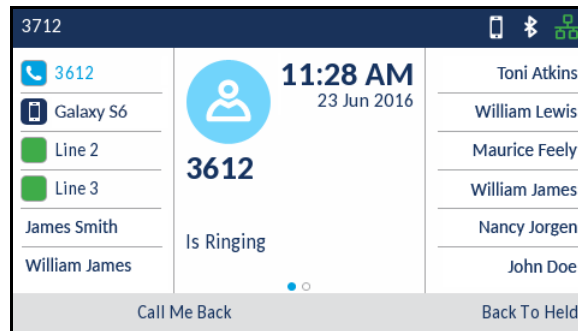 3712
3612
Galaxy S6
Line 2
Line 3
James Smith
William James
11:28 AM
23 Jun 2016
3612
Is Ringing
Toni Atkins
William Lewis
Maurice Feely
William James
Nancy Jorgen
John Doe
Call Me Back
Back To Held